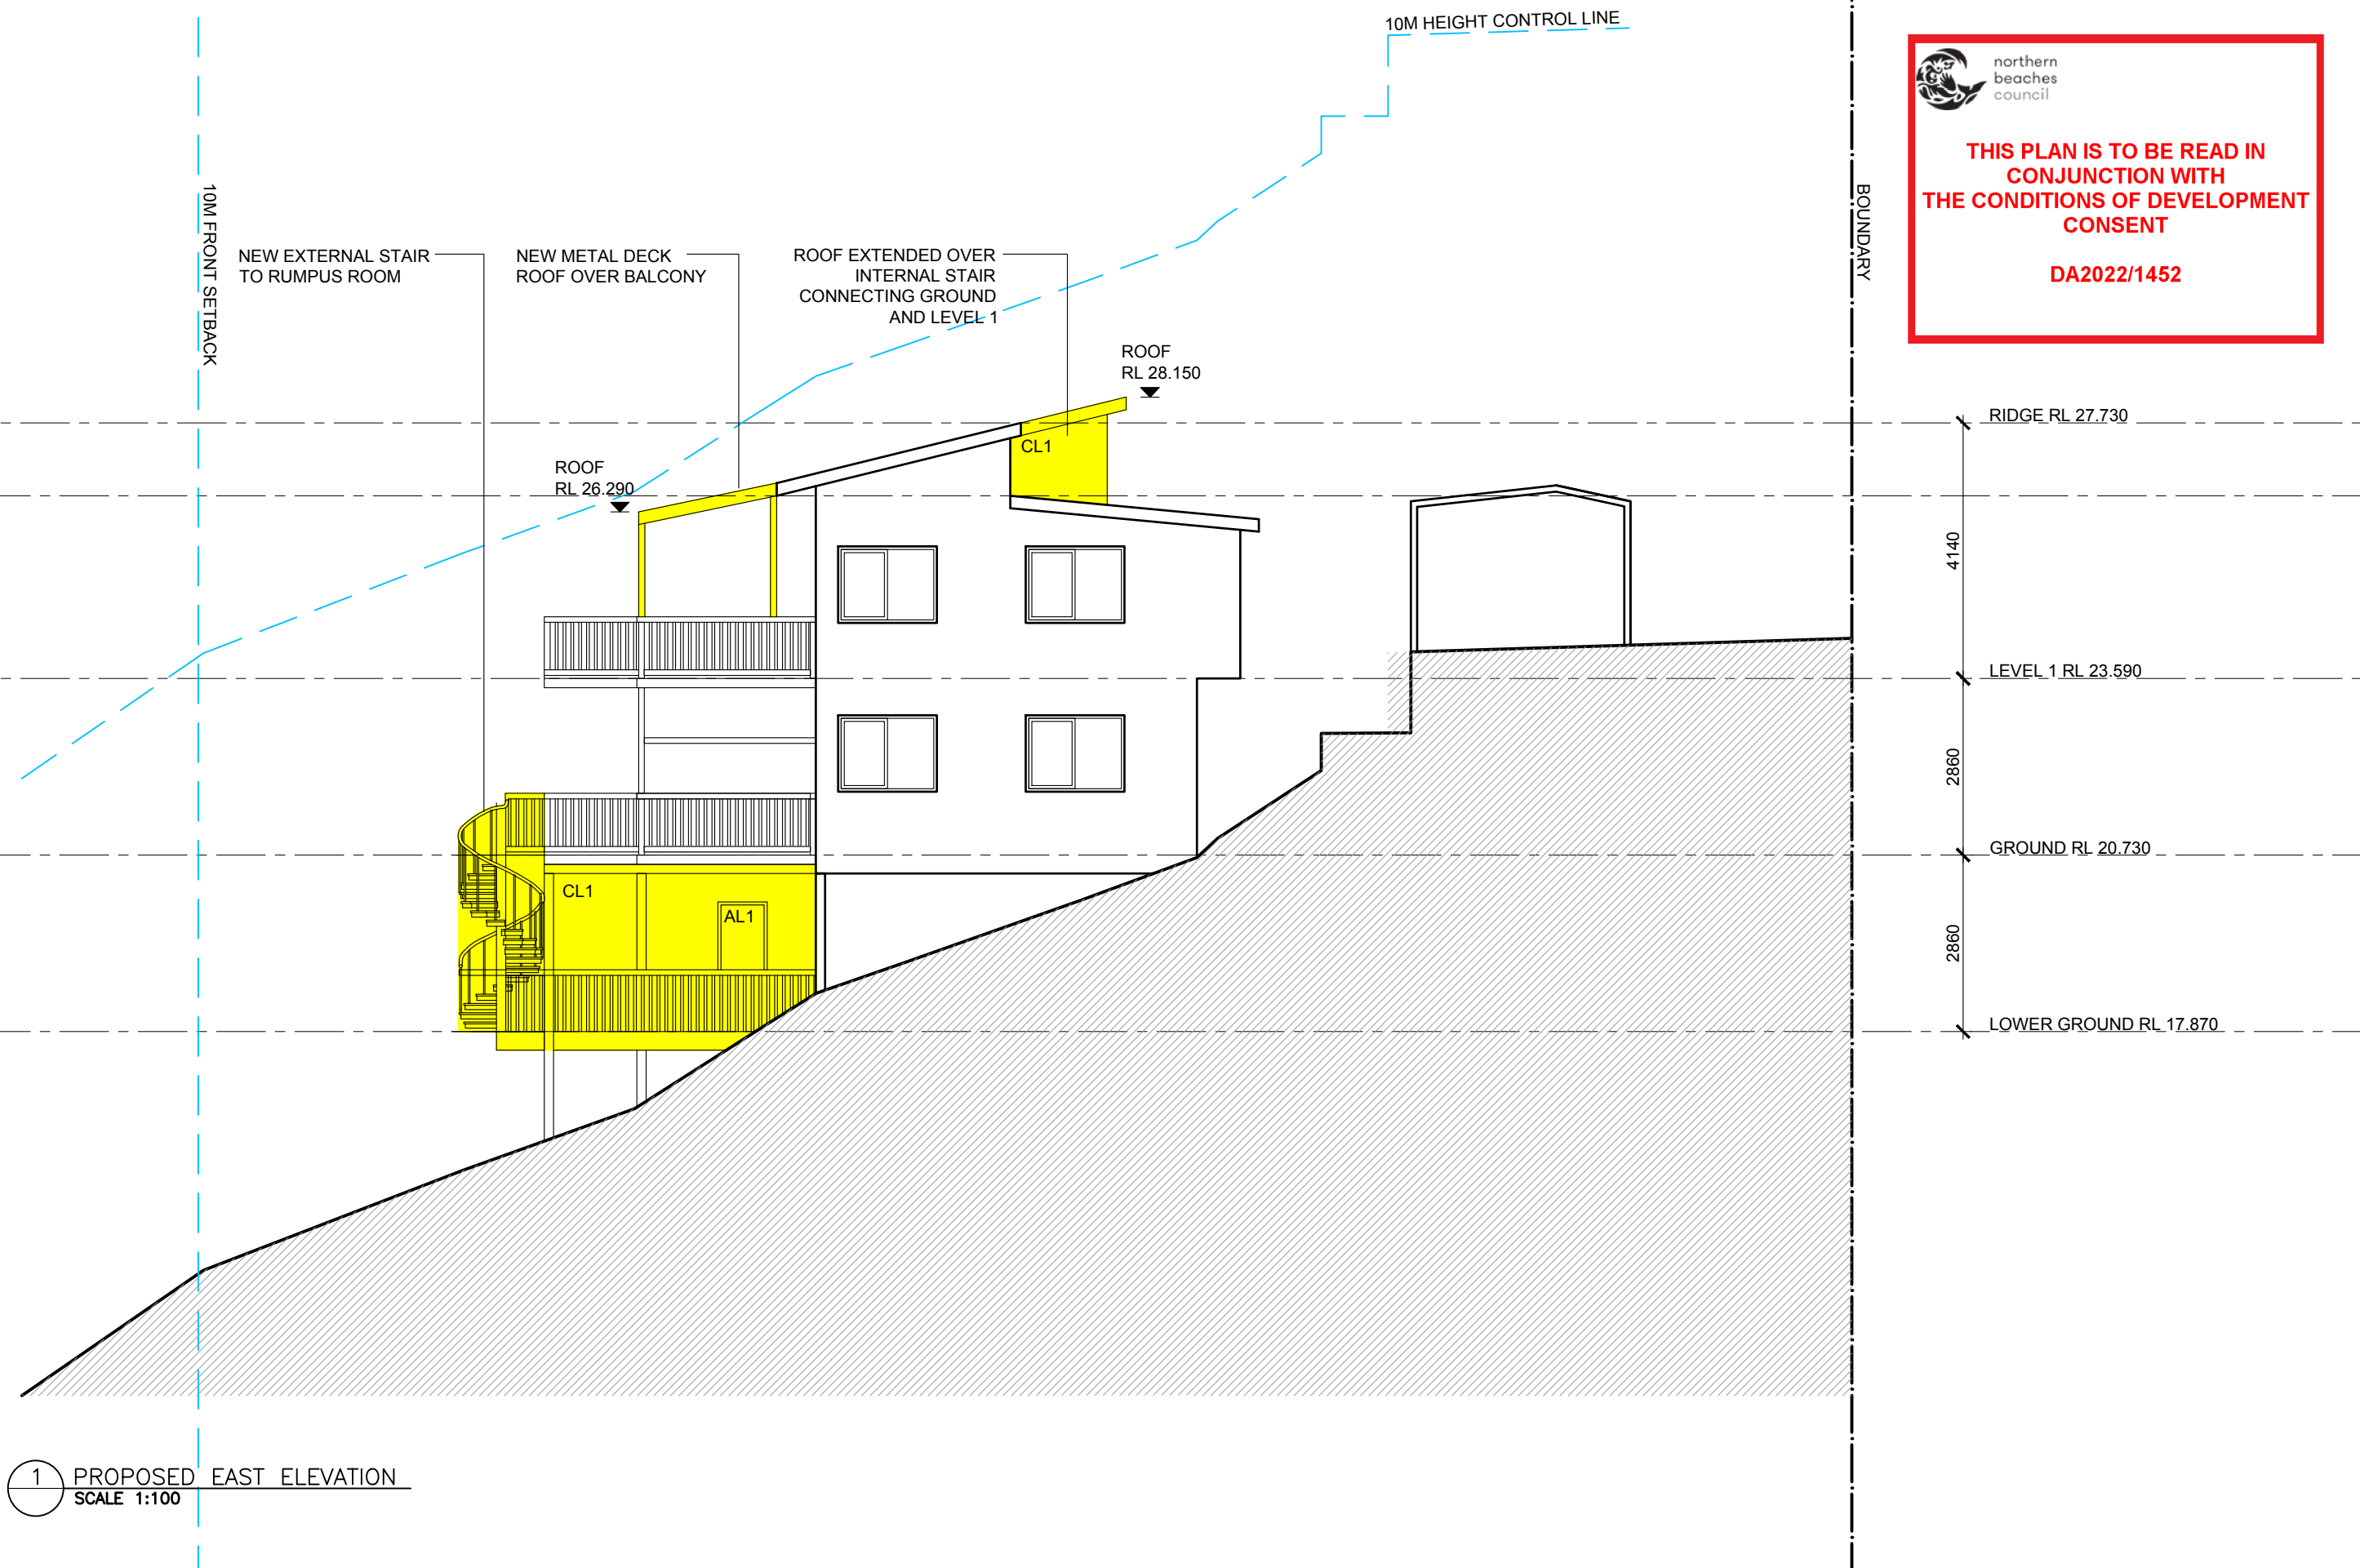 10M HEIGHT CONTROL LINE
northern
beaches
council
THIS PLAN IS TO BE READ IN
CONJUNCTION WITH
THE CONDITIONS OF DEVELOPMENT
CONSENT
DA2022/1452
10M FRONT SETBACK
BOUNDARY
NEW EXTERNAL STAIR
TO RUMPUS ROOM
NEW METAL DECK
ROOF OVER BALCONY
ROOF EXTENDED OVER
INTERNAL STAIR
CONNECTING GROUND
AND LEVEL 1
ROOF
RL 28.150
ROOF
RL 26.290
CL1
RIDGE RL 27.730
4140
LEVEL 1 RL 23.590
2860
GROUND RL 20.730
CL1
AL1
2860
LOWER GROUND RL 17.870
1
PROPOSED EAST ELEVATION
SCALE 1:100